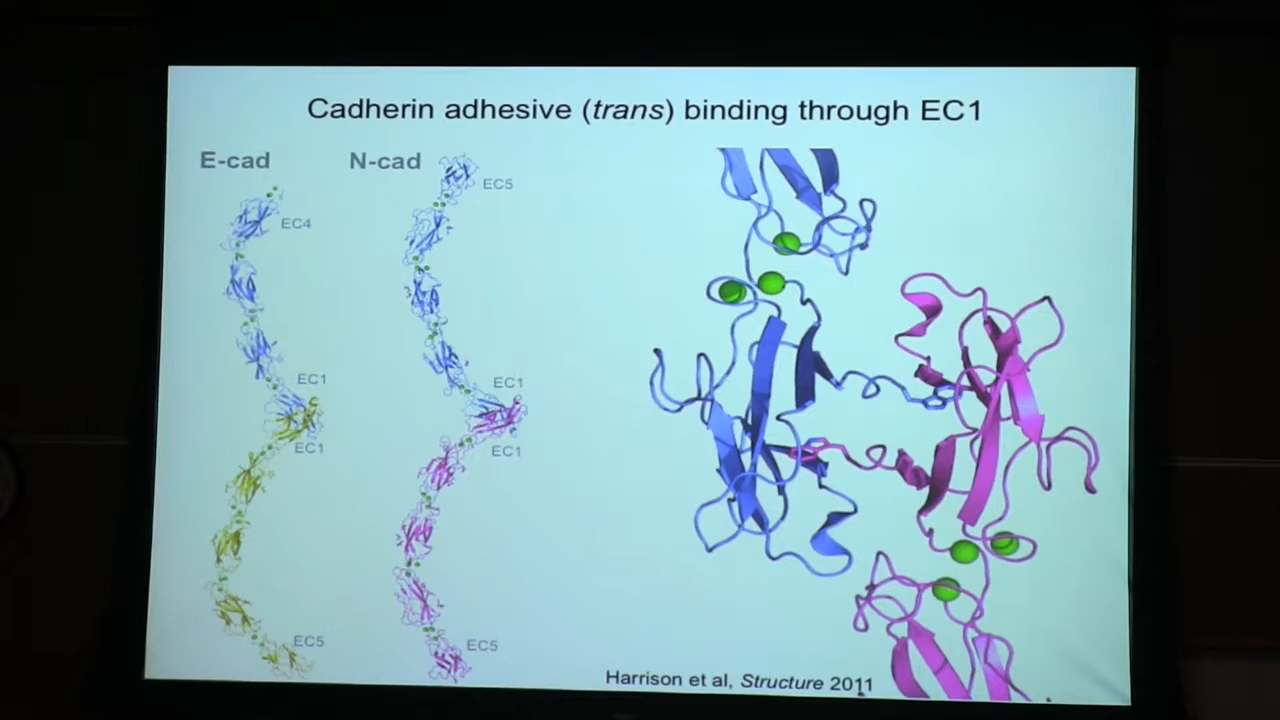 Cadherin adhesive (trans) binding through EC1
E-cad
N-cad
EC5
EC4
EC1
EC1
EC1
EC1
EC5
EC5
Harrison et al, Structure 2011